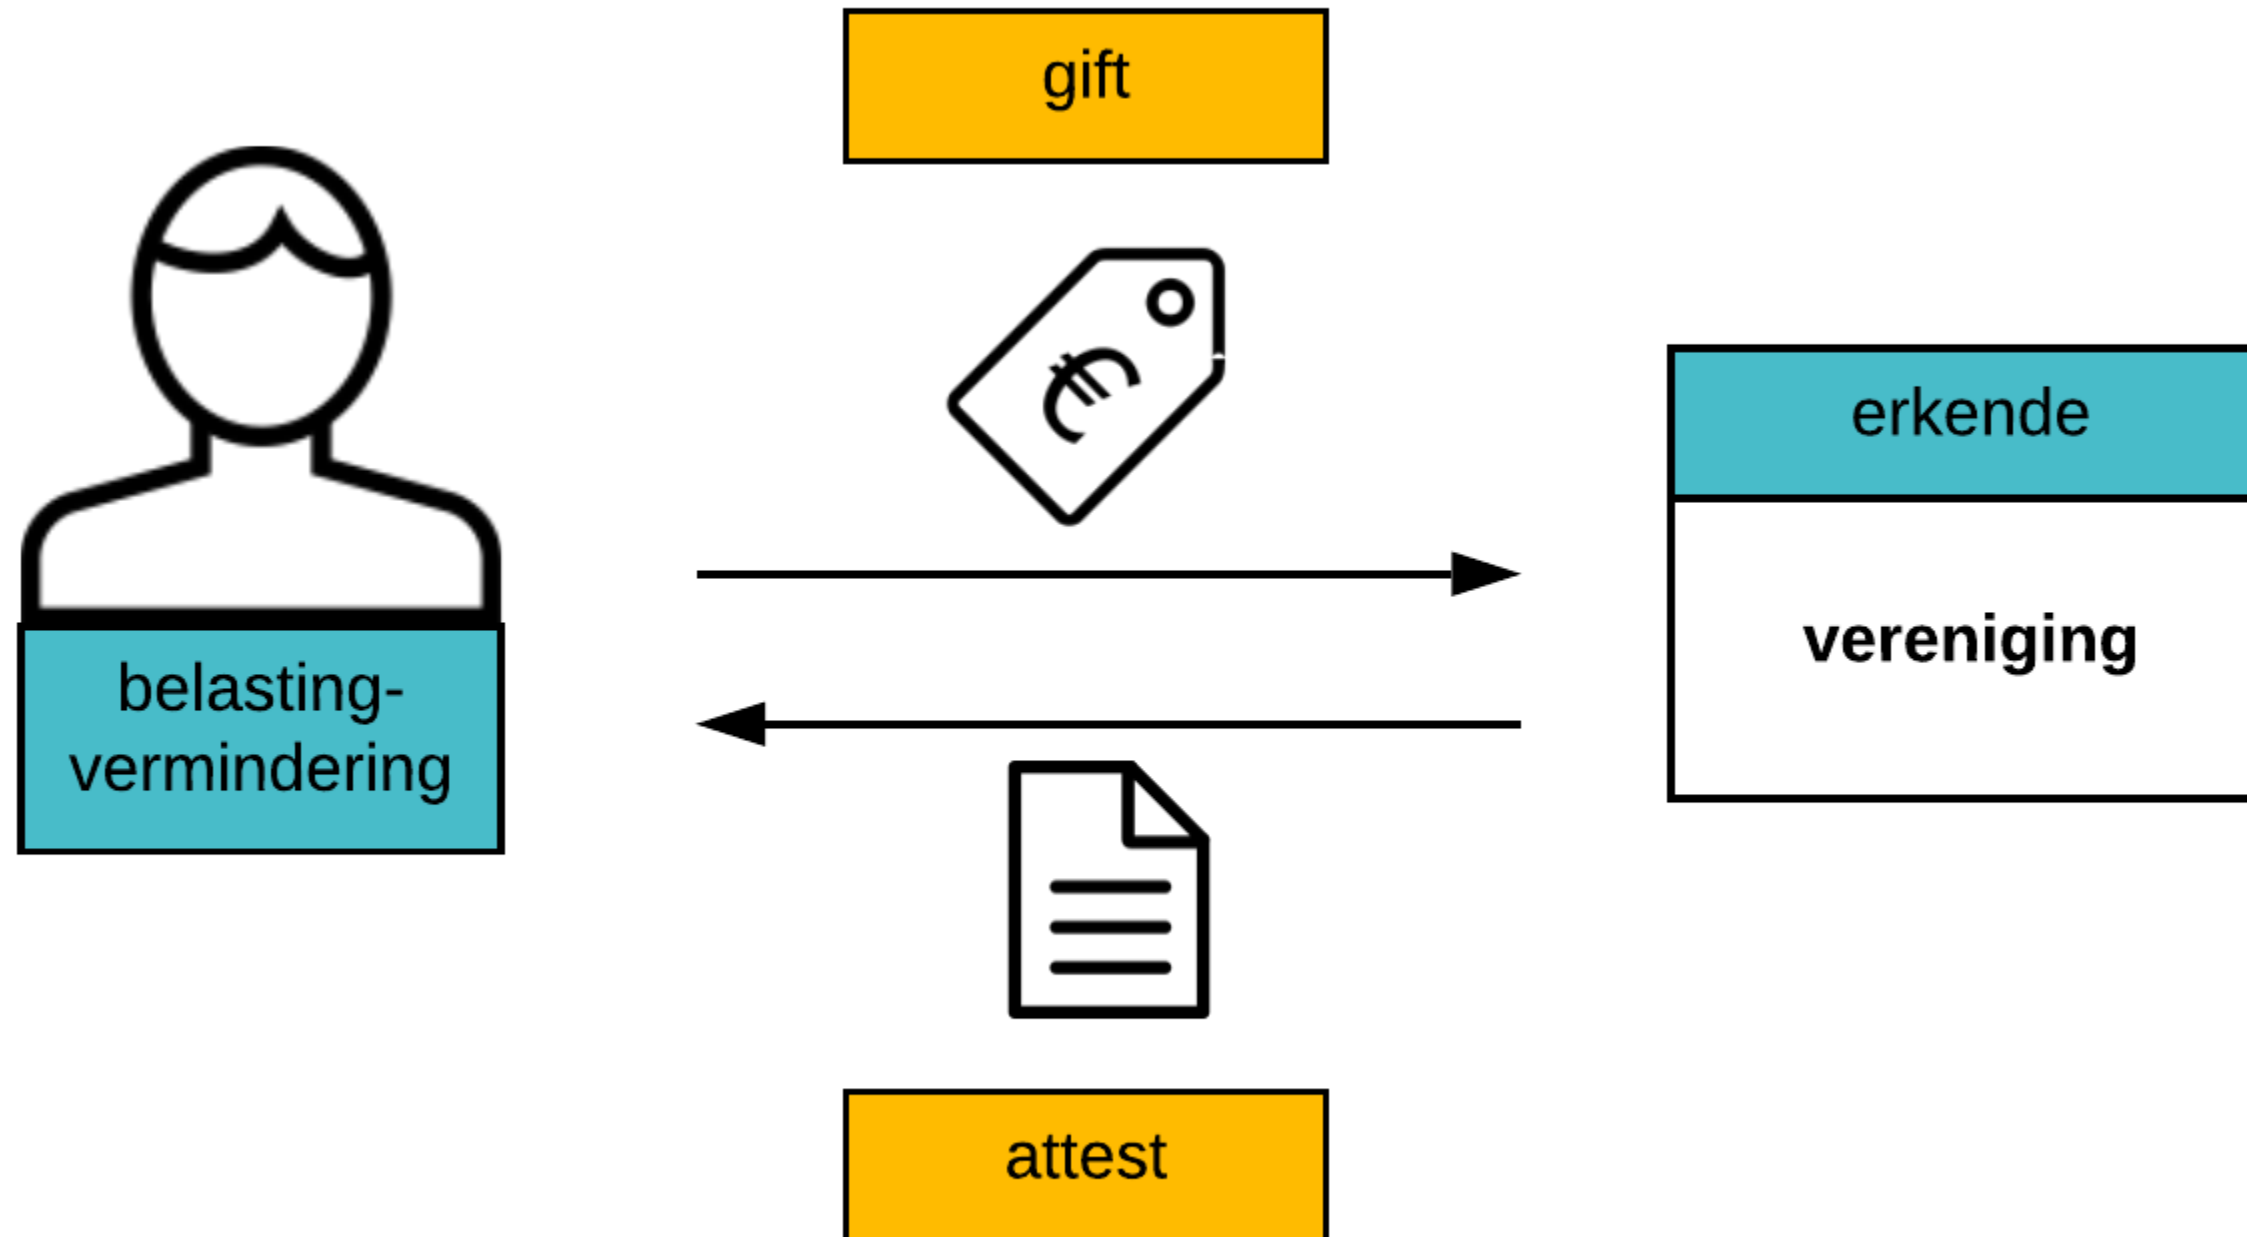 gift
€
erkende
vereniging
belasting-
vermindering
attest